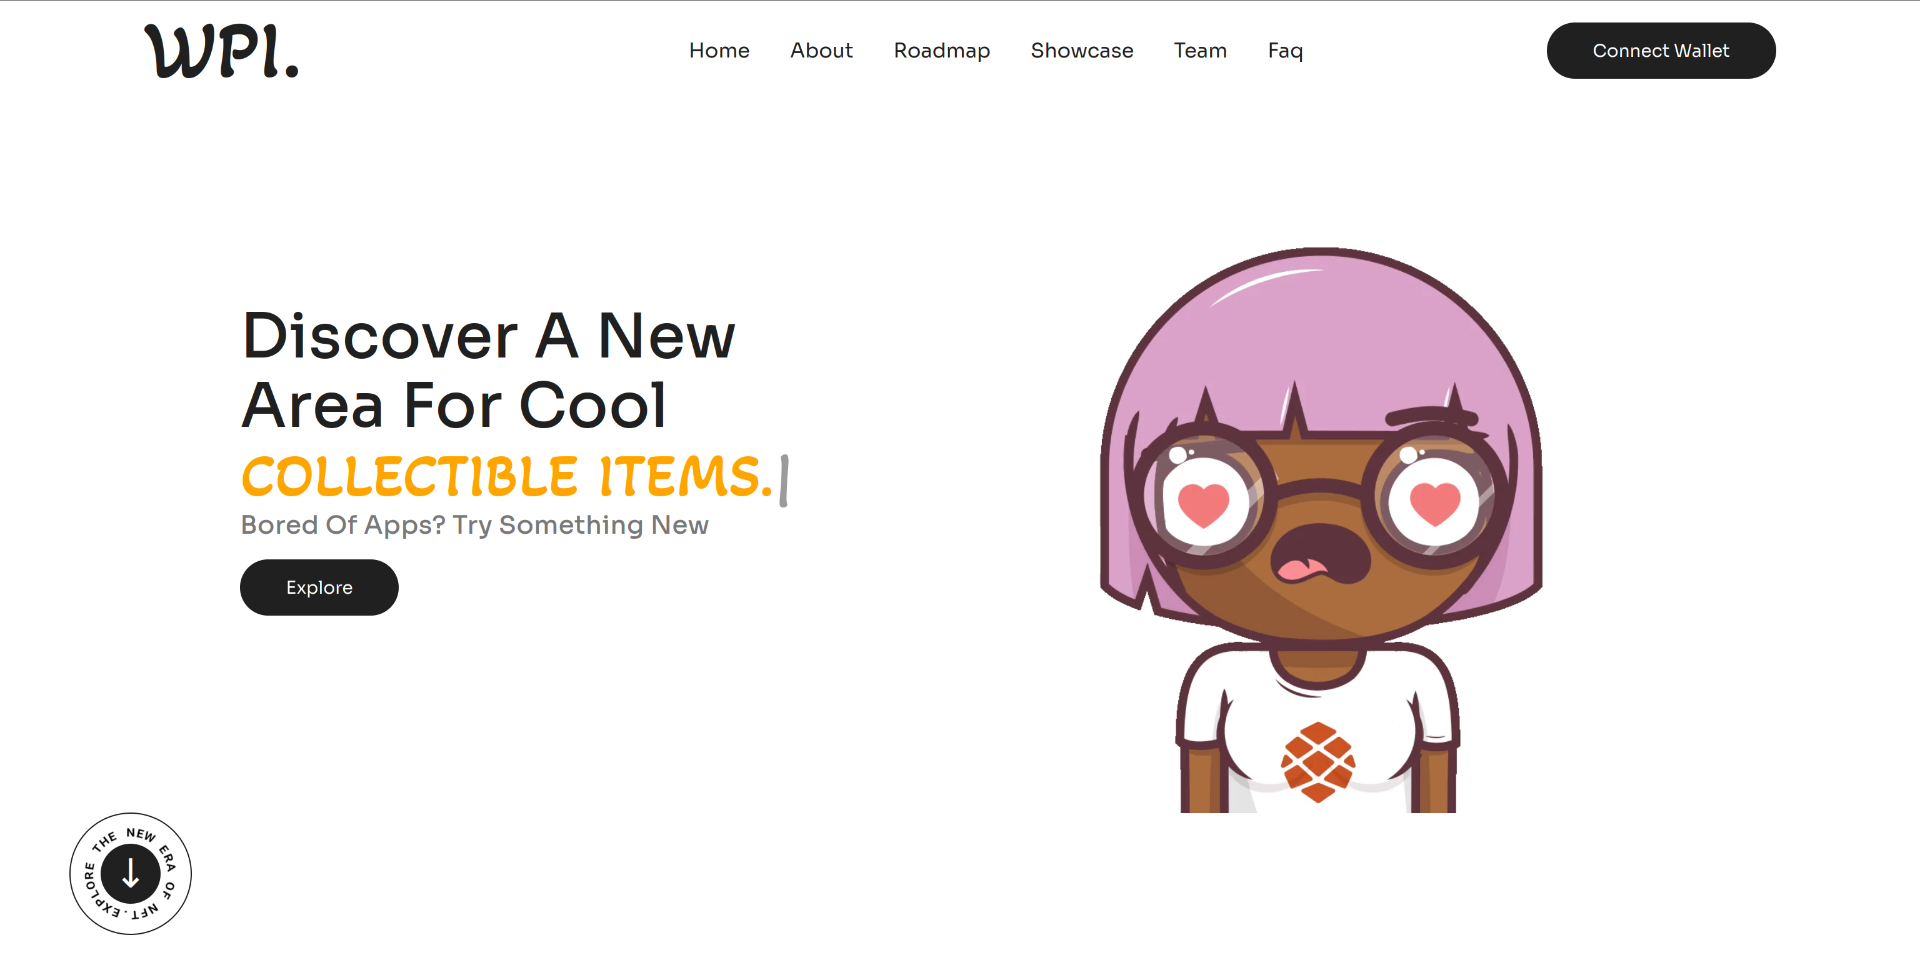 WPI.
Home
About
Roadmap
Showcase
Team
Faq
Connect Wallet
Discover A New
Area For Cool
COLLECTIBLE ITEMS.|
Bored Of Apps? Try Something New
Explore
EXPLORE THE NEW ERA OF NFT.